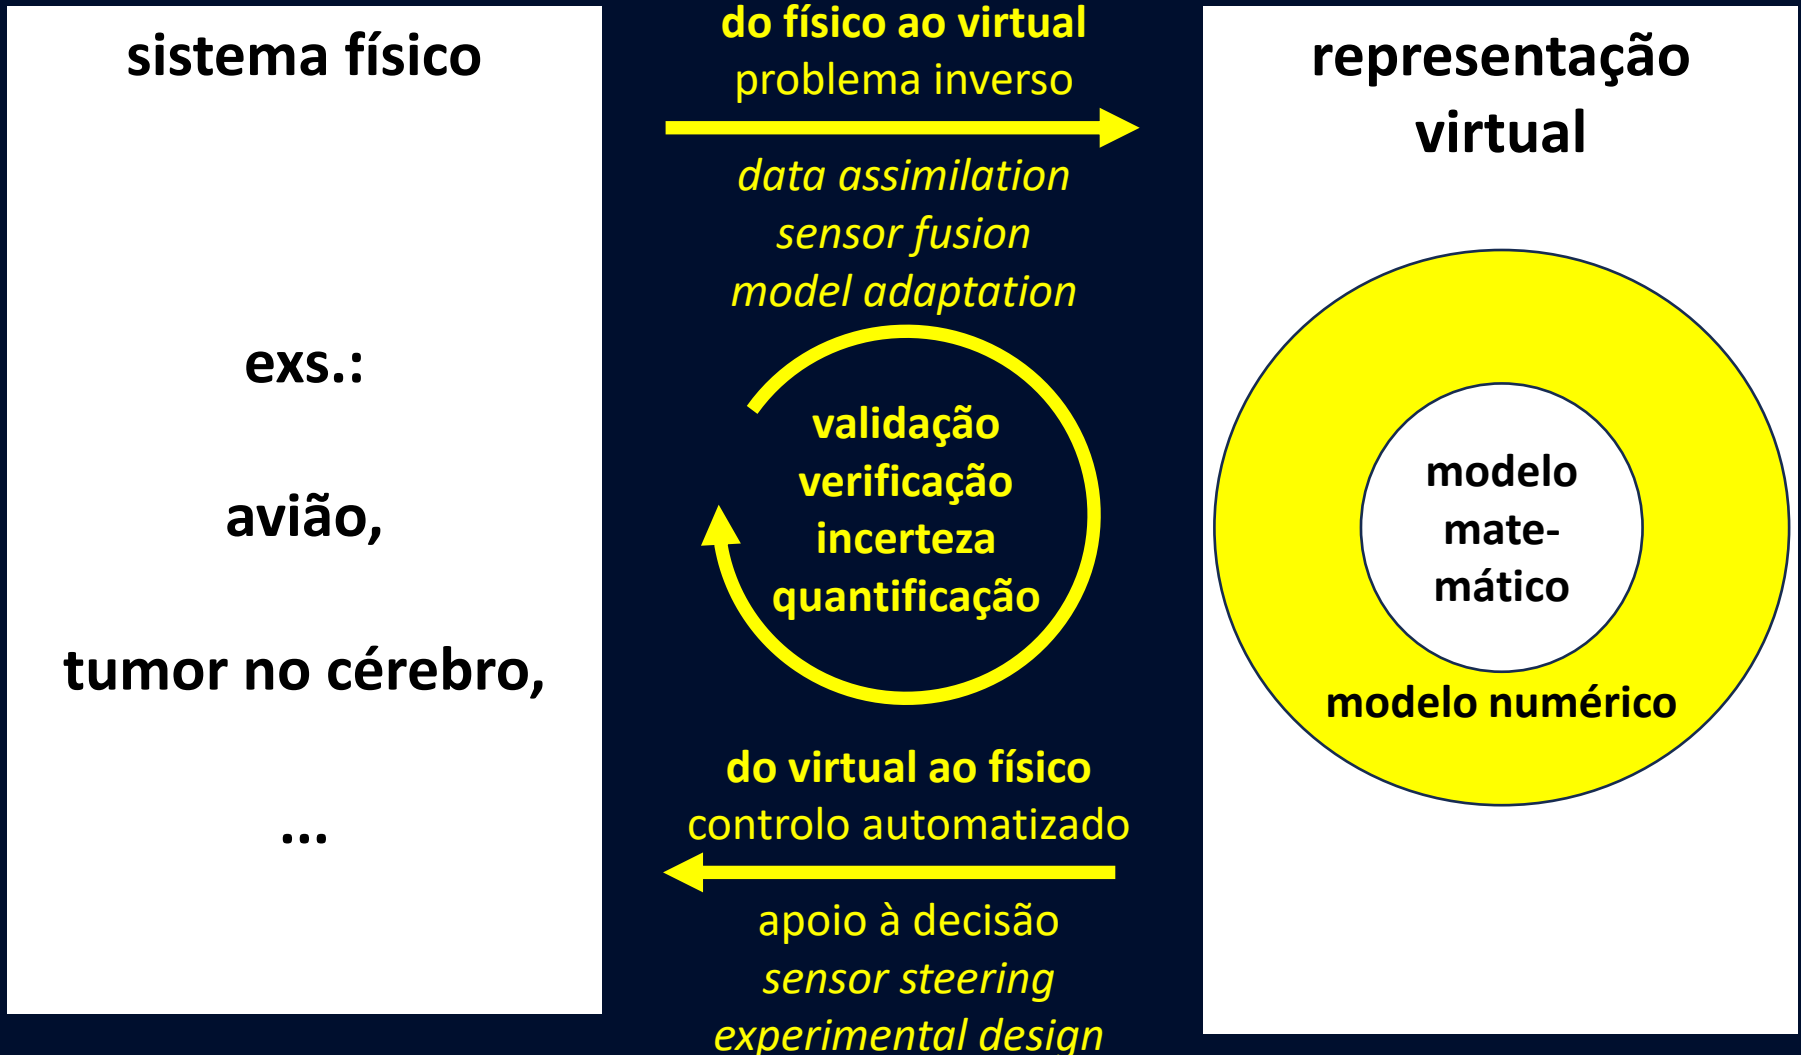 sistema físico
exs.:
avião,
tumor no cérebro,
...
do físico ao virtual
problema inverso
data assimilation
sensor fusion
model adaptation
validação
verificação
incerteza
quantificação
do virtual ao físico
controlo automatizado
apoio à decisão
sensor steering
experimental design
representação
virtual
modelo
mate-
mático
modelo numérico